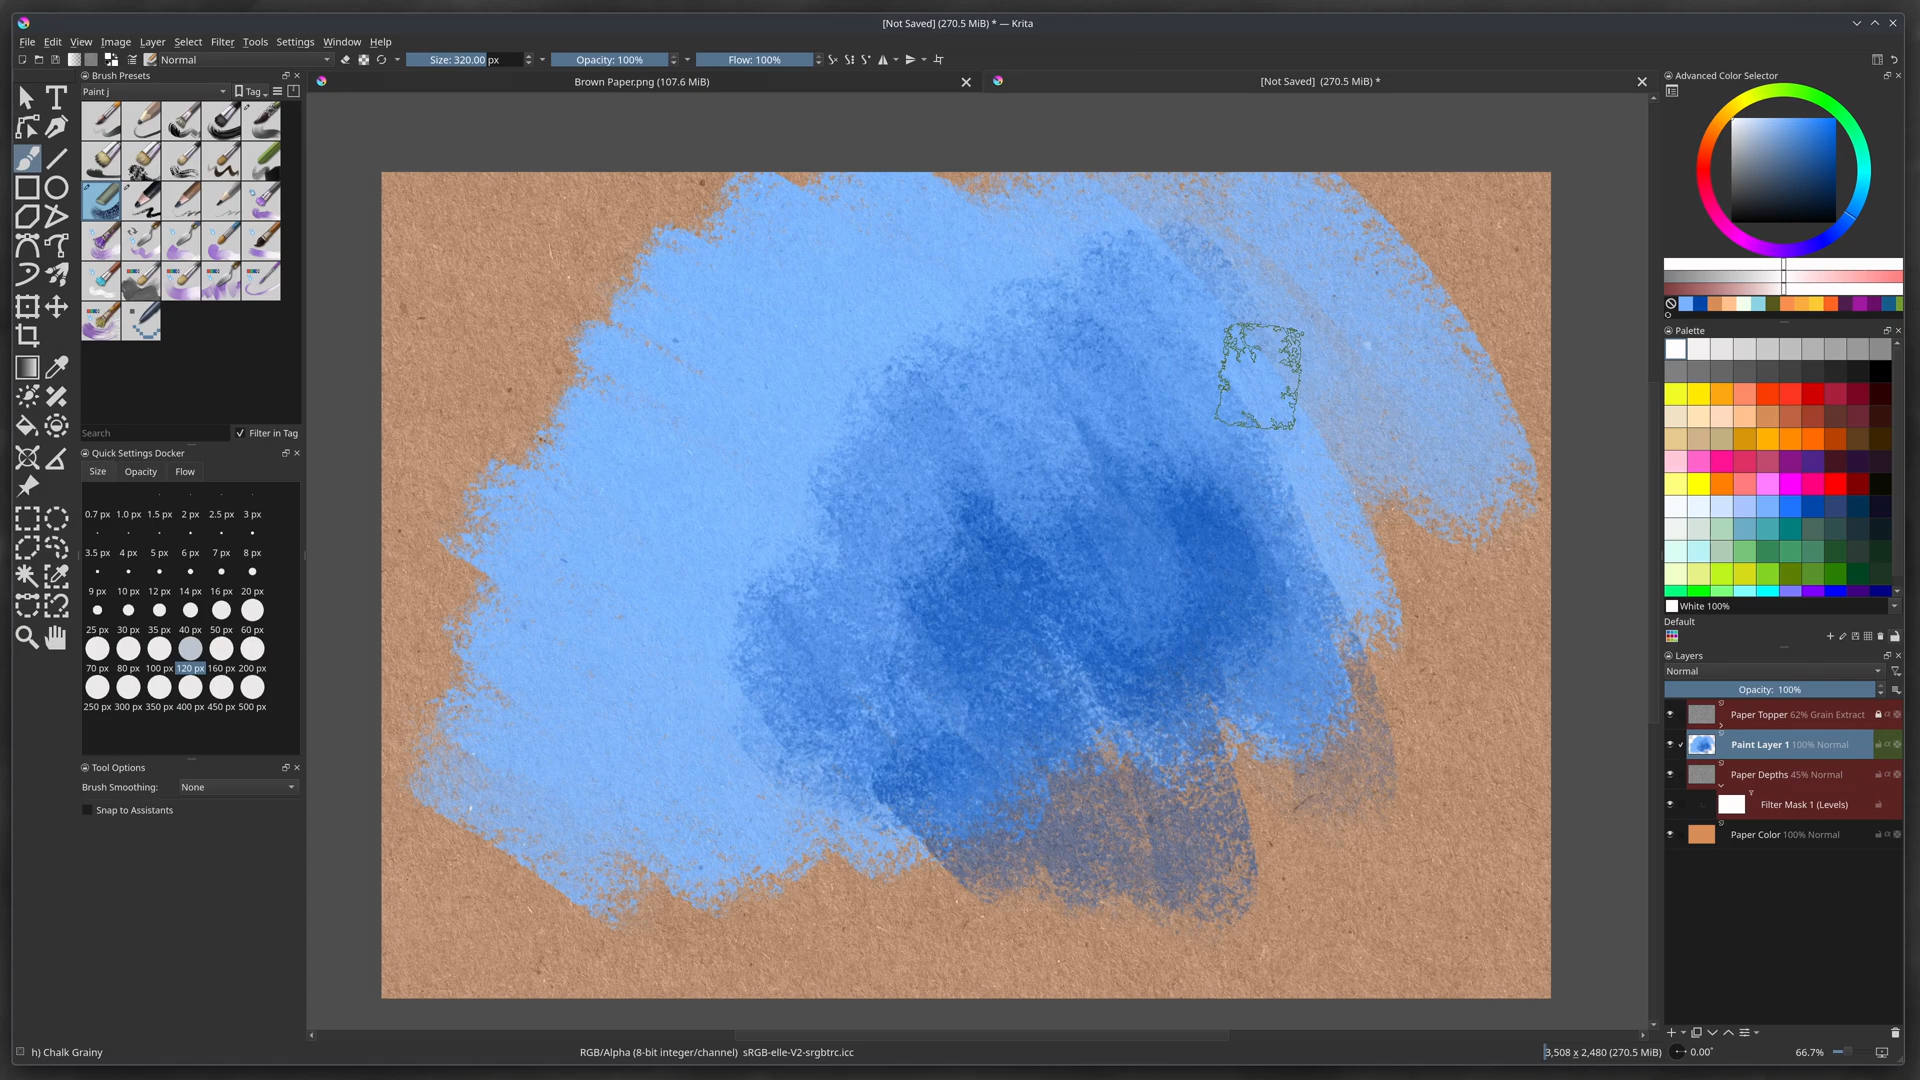 [Not Saved] (270.5 MiB) * — Krita
File Edit View Image Layer Select Filter Tools Settings Window Help
Normal Size: 320.00 px Opacity: 100% Flow: 100%
Brush Presets
Paint j Tag
Search Filter in Tag
Quick Settings Docker
Size Opacity Flow
0.7 px 1.0 px 1.5 px 2 px 2.5 px 3 px
3.5 px 4 px 5 px 6 px 7 px 8 px
9 px 10 px 12 px 14 px 16 px 20 px
25 px 30 px 35 px 40 px 50 px 60 px
70 px 80 px 100 px 120 px 160 px 200 px
250 px 300 px 350 px 400 px 450 px 500 px
Tool Options
Brush Smoothing: None
Snap to Assistants
Brown Paper.png (107.6 MiB)
[Not Saved] (270.5 MiB) *
Advanced Color Selector
Palette
White 100%
Default
Layers
Normal
Opacity: 100%
Paper Topper 62% Grain Extract
Paint Layer 1 100% Normal
Paper Depths 45% Normal
Filter Mask 1 (Levels)
Paper Color 100% Normal
h) Chalk Grainy
RGB/Alpha (8-bit integer/channel) sRGB-elle-V2-srgbtrc.icc
3,508 x 2,480 (270.5 MiB) 0.00° 66.7%